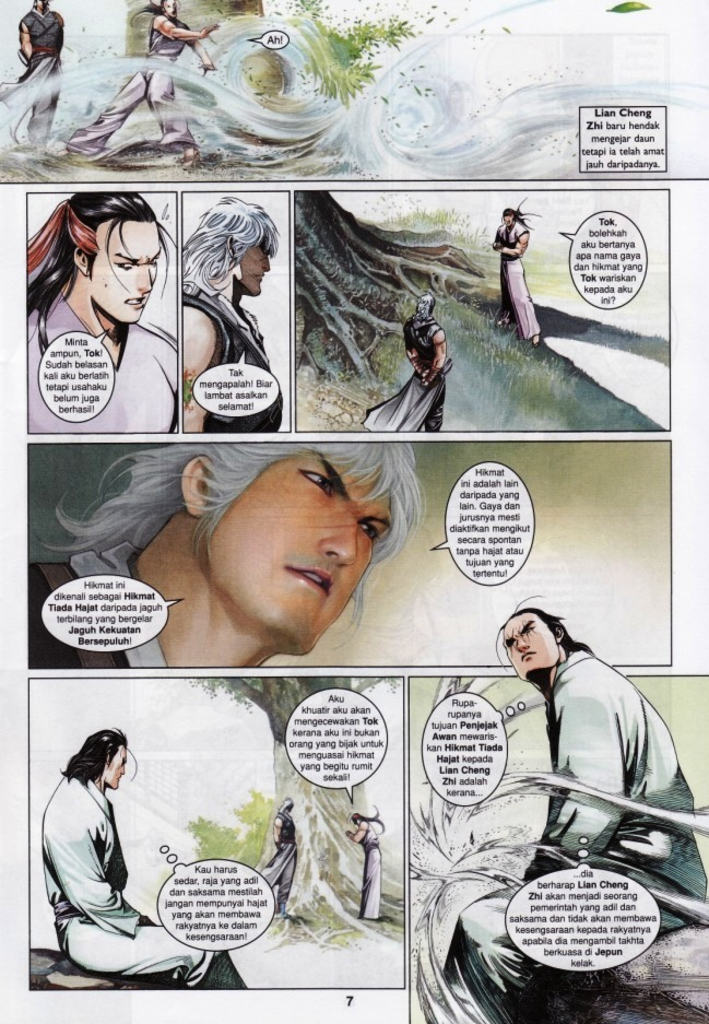 Ah!
Lian Cheng
Zhi baru hendak
mengejar daun
tetapi ia telah amat
jauh daripadanya.
Minta
ampun, Tok!
Sudah belasan
kali aku berlatih
tetapi usahaku
belum juga
berhasil!
Tak
mengapalah! Biar
lambat asalkan
selamat!
Tok,
bolehkah
aku bertanya
apa nama gaya
dan hikmat yang
Tok wariskan
kepada aku
ini?
Hikmat
ini adalah lain
daripada yang
lain. Gaya dan
jurusnya mesti
diaktifkan mengikut
secara spontan
tanpa hajat atau
tujuan yang
tertentu!
Hikmat ini
dikenali sebagai Hikmat
Tiada Hajat daripada jaguh
terbilang yang bergelar
Jaguh Kekuatan
Bersepuluh!
Aku
khuatir aku akan
mengecewakan Tok
kerana aku ini bukan
orang yang bijak untuk
menguasai hikmat
yang begitu rumit
sekali!
Kau harus
sedar, raja yang adil
dan saksama mestilah
jangan mempunyai hajat
yang akan membawa
rakyatnya ke dalam
kesengsaraan!
Rupa-
rupanya
tujuan Penjejak
Awan mewaris-
kan Hikmat Tiada
Hajat kepada
Lian Cheng
Zhi adalah
kerana...
...dia
berharap Lian Cheng
Zhi akan menjadi seorang
pemerintah yang adil dan
saksama dan tidak akan membawa
kesengsaraan kepada rakyatnya
apabila dia mengambil takhta
berkuasa di Jepun
kelak.
7